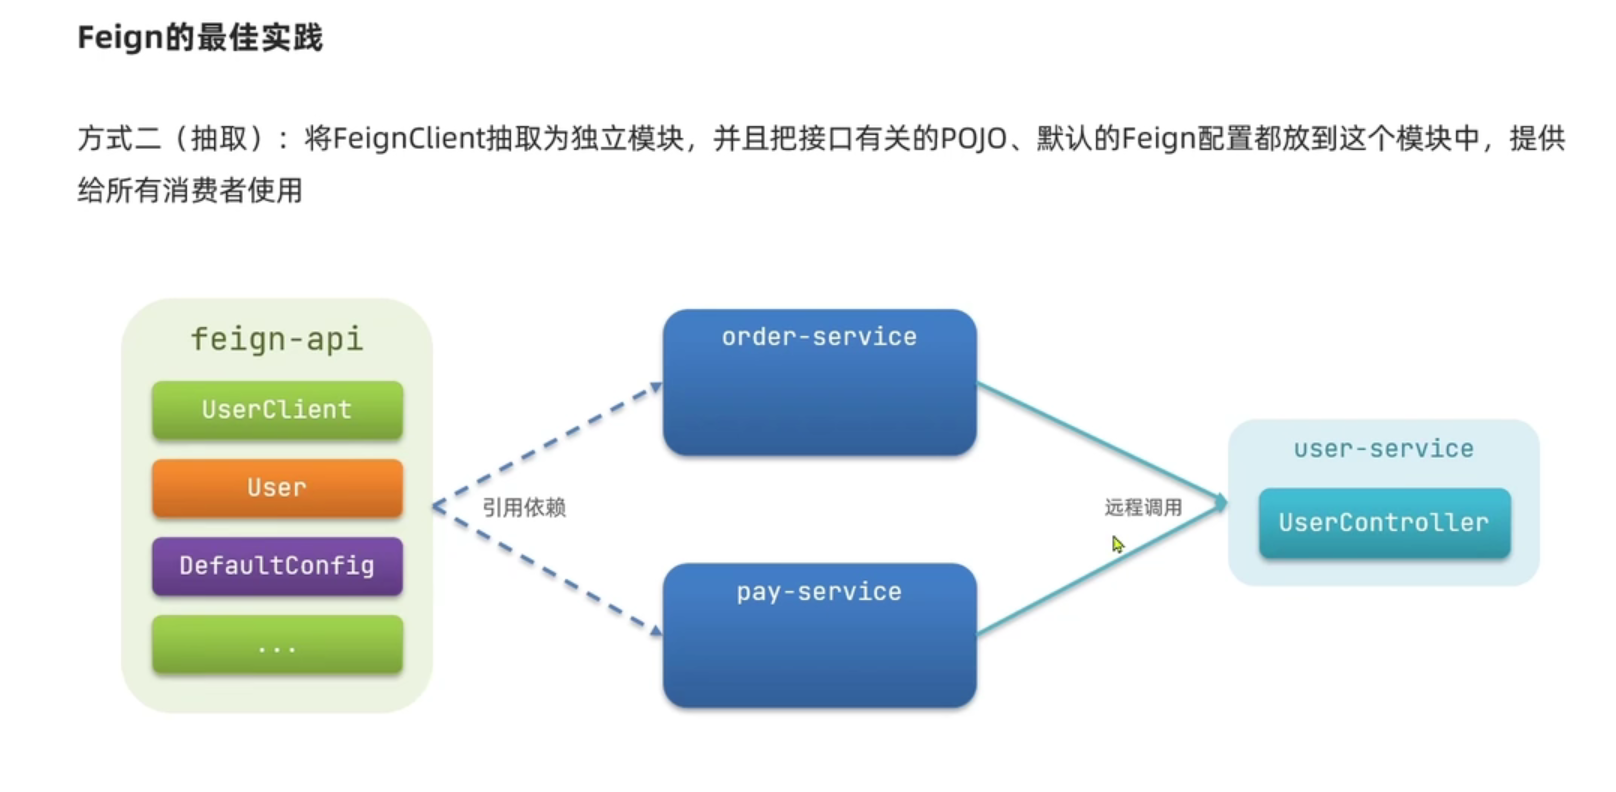 Feign的最佳实践
方式二（抽取）：将FeignClient抽取为独立模块，并且把接口有关的POJO、默认的Feign配置都放到这个模块中，提供
给所有消费者使用
feign-api
UserClient
User
DefaultConfig
...
引用依赖
order-service
pay-service
远程调用
user-service
UserController